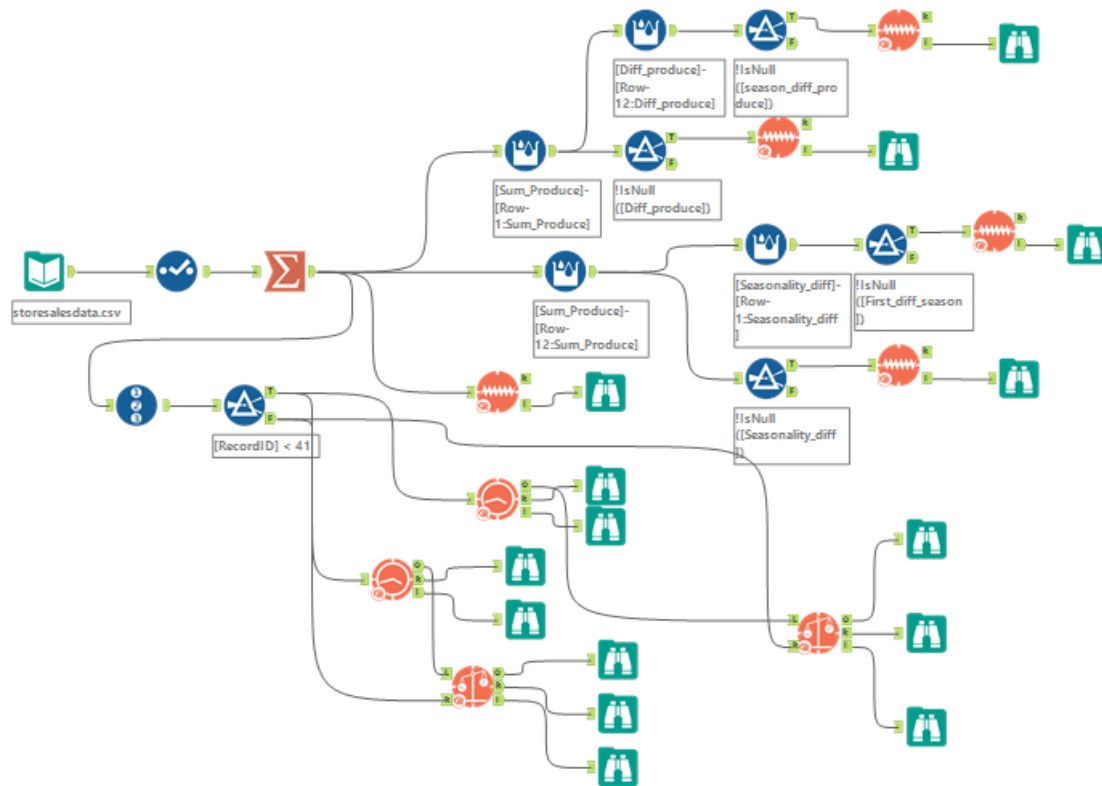 [Diff_produce]-
[Row-
12:Diff_produce]
!IsNull
([season_diff_pro
duce])
[Sum_Produce]-
[Row-
1:Sum_Produce]
!IsNull
([Diff_produce])
storesalesdata.csv
[Sum_Produce]-
[Row-
12:Sum_Produce]
[Seasonality_diff]-
[Row-
1:Seasonality_diff
]
!IsNull
([First_diff_season
])
!IsNull
([Seasonality_diff
])
[RecordID] < 41